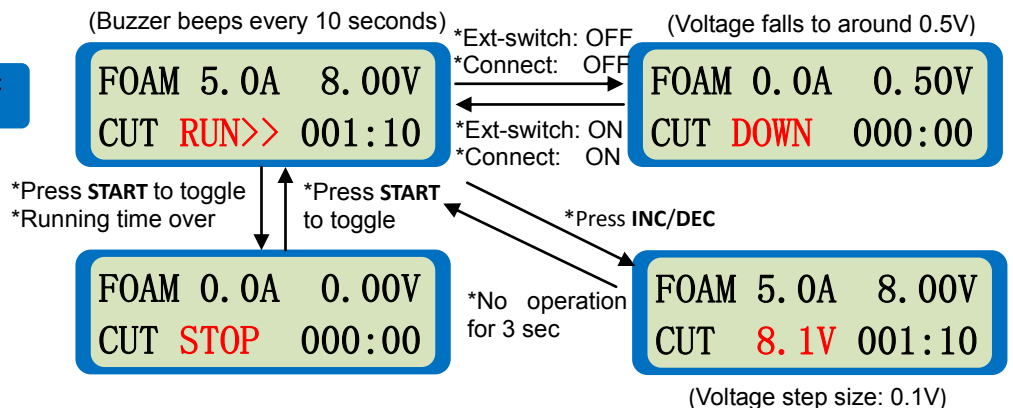 (Buzzer beeps every 10 seconds)
*Ext-switch: OFF
*Connect: OFF
(Voltage falls to around 0.5V)
FOAM 5.0A 8.00V
CUT RUN>> 001:10
FOAM 0.0A 0.50V
CUT DOWN 000:00
*Ext-switch: ON
*Connect: ON
*Press START to toggle
*Running time over
*Press START
to toggle
*Press INC/DEC
FOAM 0.0A 0.00V
CUT STOP 000:00
*No operation
for 3 sec
FOAM 5.0A 8.00V
CUT 8.1V 001:10
(Voltage step size: 0.1V)